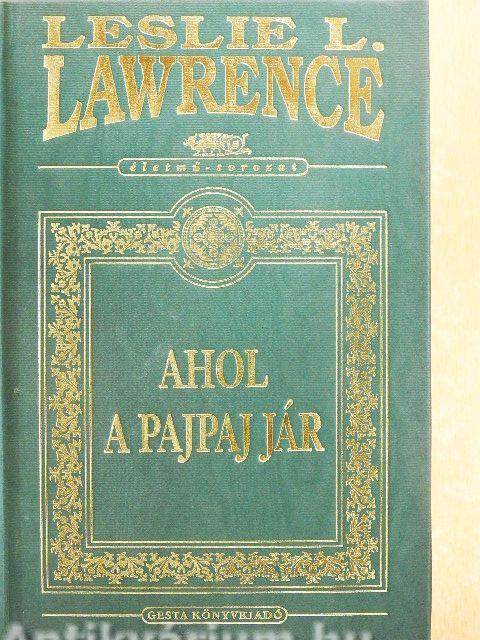 LESLIE L.
LAWRENCE
életmű-sorozat
AHOL
A PAJPAJ JÁR
GESTA KÖNYVKIADÓ